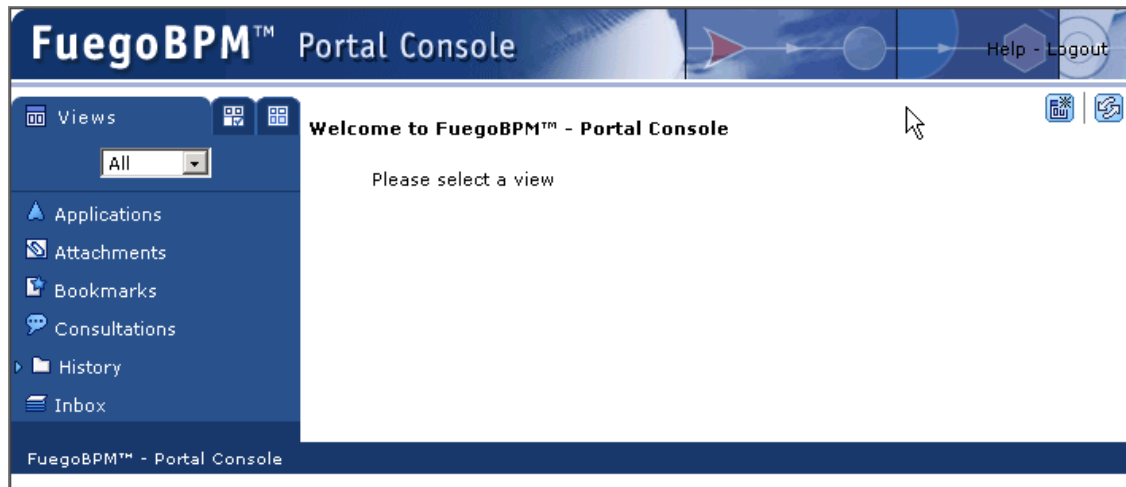 FuegoBPM™ Portal Console
Help - Logout
Views
All
Welcome to FuegoBPM™ - Portal Console
Please select a view
Applications
Attachments
Bookmarks
Consultations
History
Inbox
FuegoBPM™ - Portal Console